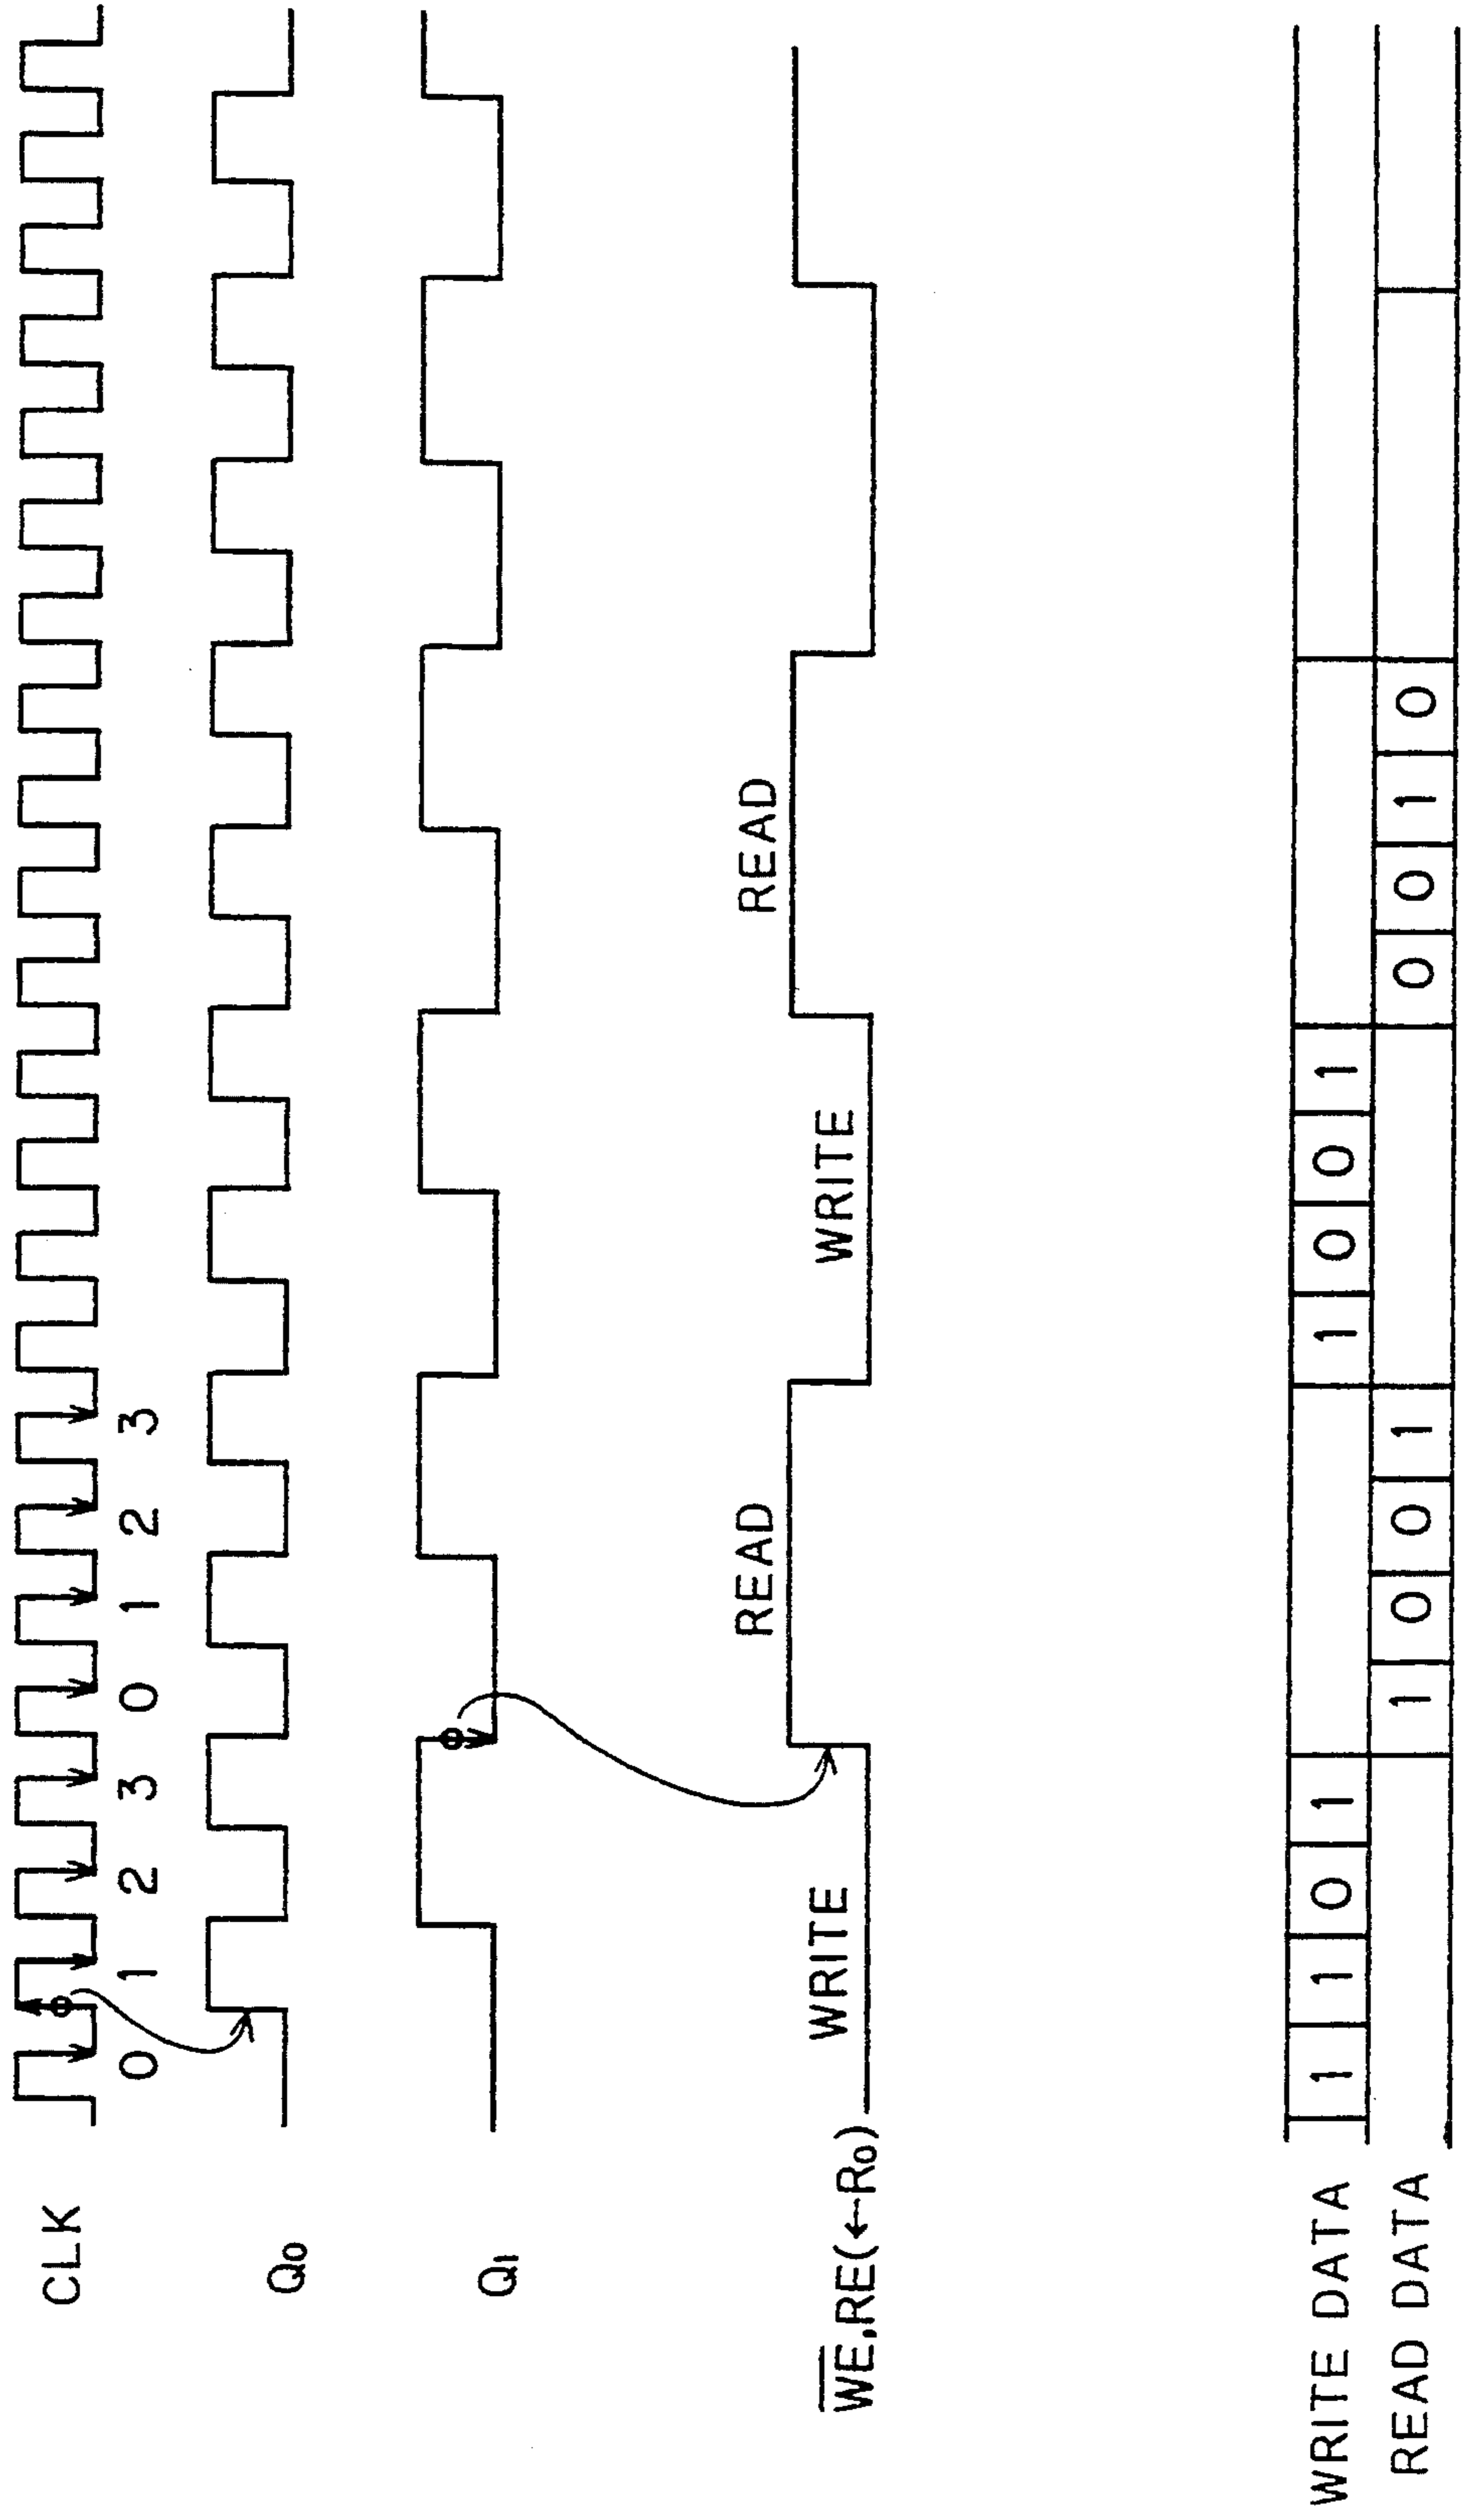 CLK
0 1 2 3 0 1 2 3
Q0
Q1
W̅E̅,RE(←R0) WRITE READ WRITE READ
WRITE DATA 1 1 0 1 1 0 0 1
READ DATA 1 0 0 1 0 0 1 0